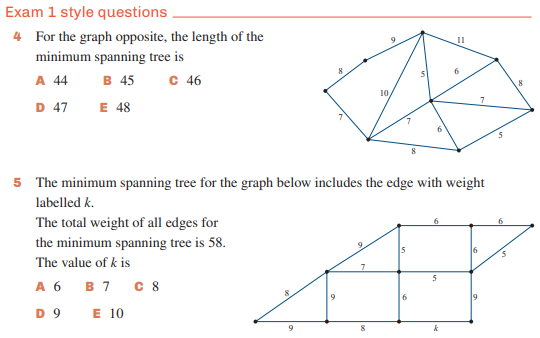 Exam 1 style questions
4 For the graph opposite, the length of the
minimum spanning tree is
A 44 B 45 C 46
D 47 E 48
9
11
8
5
6
8
10
7
7
7
6
5
8
5 The minimum spanning tree for the graph below includes the edge with weight
labelled k.
The total weight of all edges for
the minimum spanning tree is 58.
The value of k is
A 6 B 7 C 8
D 9 E 10
6 6
9 5 6 5
7
5
8 9 6 9
9 8 k